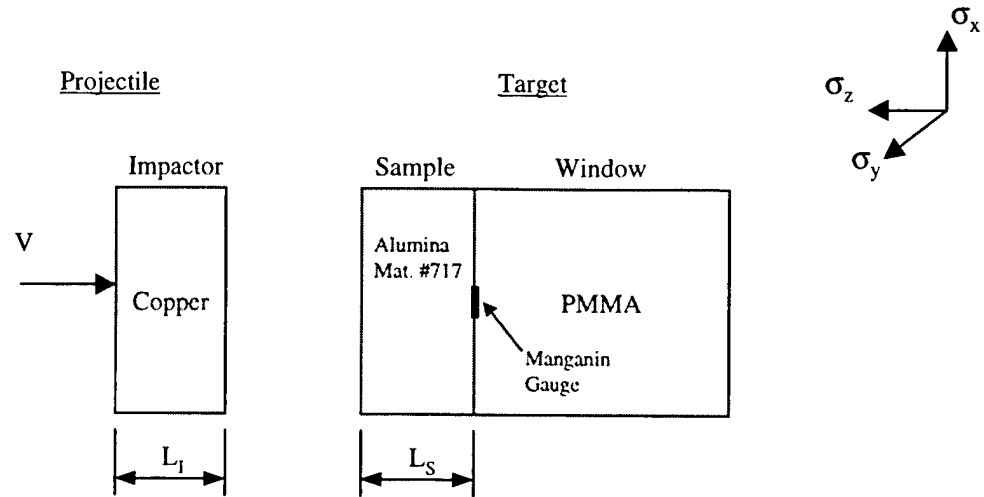 Projectile
Target
σx
σz
σy
Impactor
Sample
Window
V
Alumina
Mat. #717
Copper
PMMA
Manganin
Gauge
LI
LS